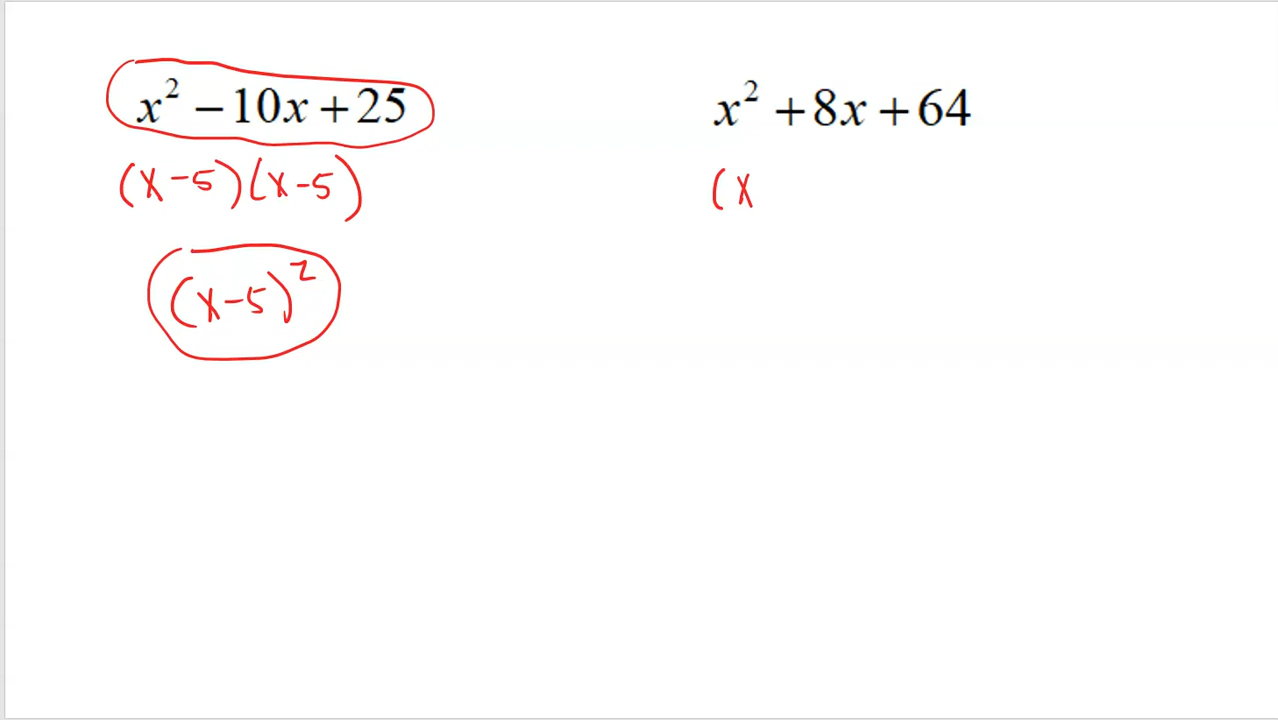 x² − 10x + 25
(x-5)(x-5)
(x-5)²
x² + 8x + 64
(x